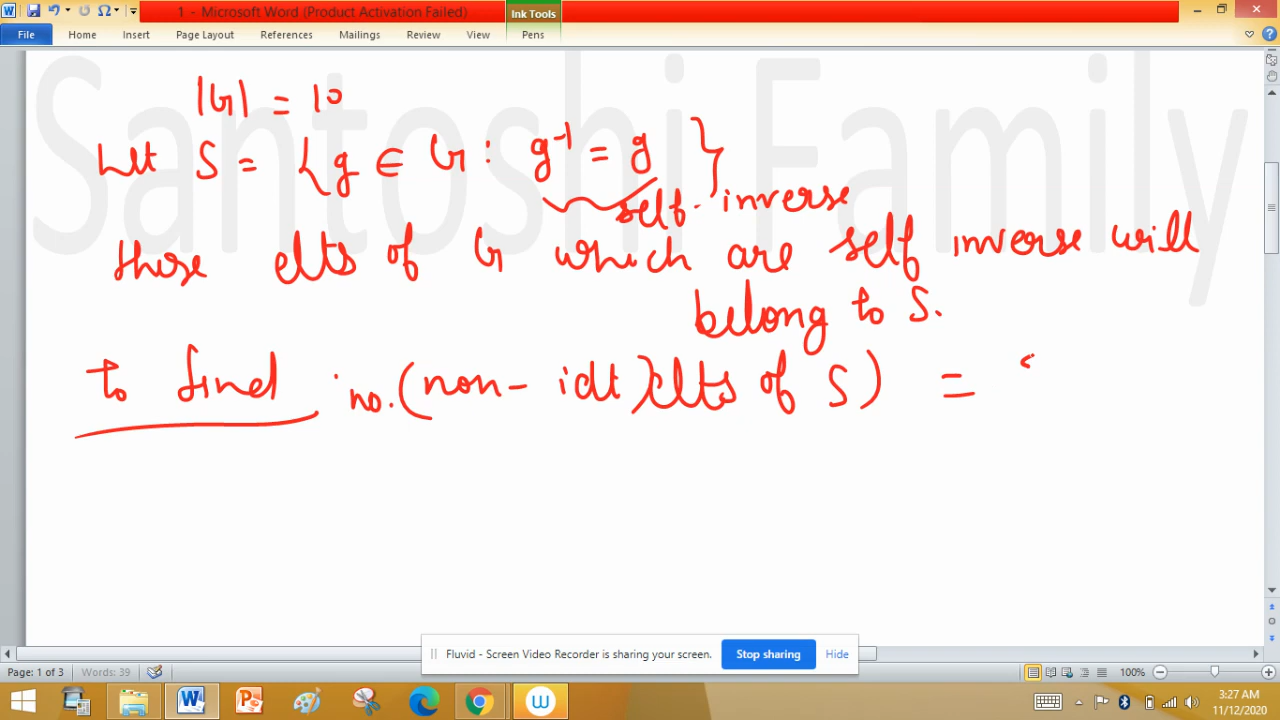 1 - Microsoft Word (Product Activation Failed)
Ink Tools
File Home Insert Page Layout References Mailings Review View Pens
Santoshi Family
|G| = 10
Let S = {g ∈ G : g⁻¹ = g}
self-inverse
those elts of G which are self inverse will
belong to S.
to find no. (non-idt) elts of S) =
Fluvid - Screen Video Recorder is sharing your screen. Stop sharing Hide
Page: 1 of 3 Words: 39 100%
3:27 AM
11/12/2020